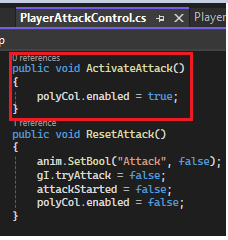 PlayerAttackControl.cs
Player
p
0 references
public void ActivateAttack()
{
polyCol.enabled = true;
}
1 reference
public void ResetAttack()
{
anim.SetBool("Attack", false);
gI.tryAttack = false;
attackStarted = false;
polyCol.enabled = false;
}